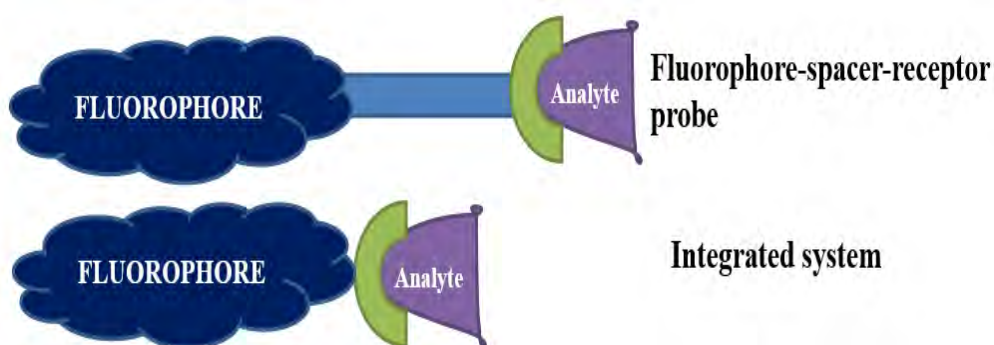 FLUOROPHORE
Analyte
Fluorophore-spacer-receptor
probe
FLUOROPHORE
Analyte
Integrated system